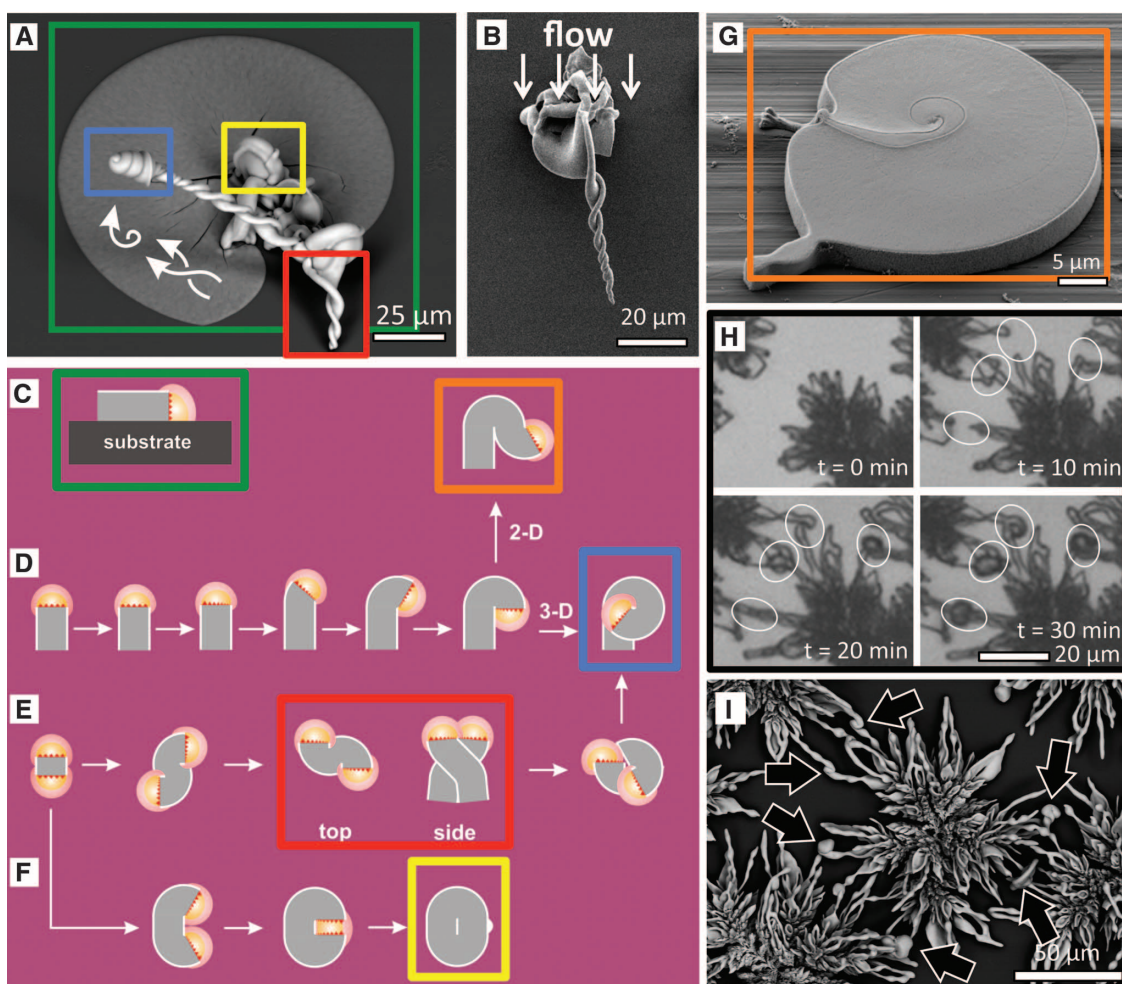 A
25 µm
B
flow
20 µm
G
5 µm
C
substrate
2-D
D
3-D
E
top
side
F
H
t = 0 min
t = 10 min
t = 20 min
t = 30 min
20 µm
I
50 µm